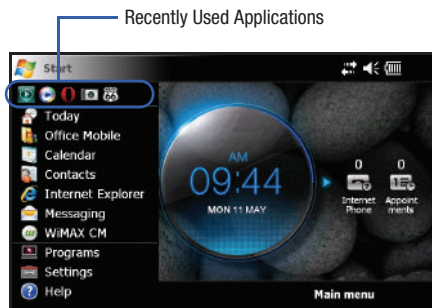 Recently Used Applications
Start
Today
Office Mobile
Calendar
Contacts
Internet Explorer
Messaging
WiMAX CM
Programs
Settings
Help
AM
09:44
MON 11 MAY
0
Internet
Phone
0
Appoint
ments
Main menu